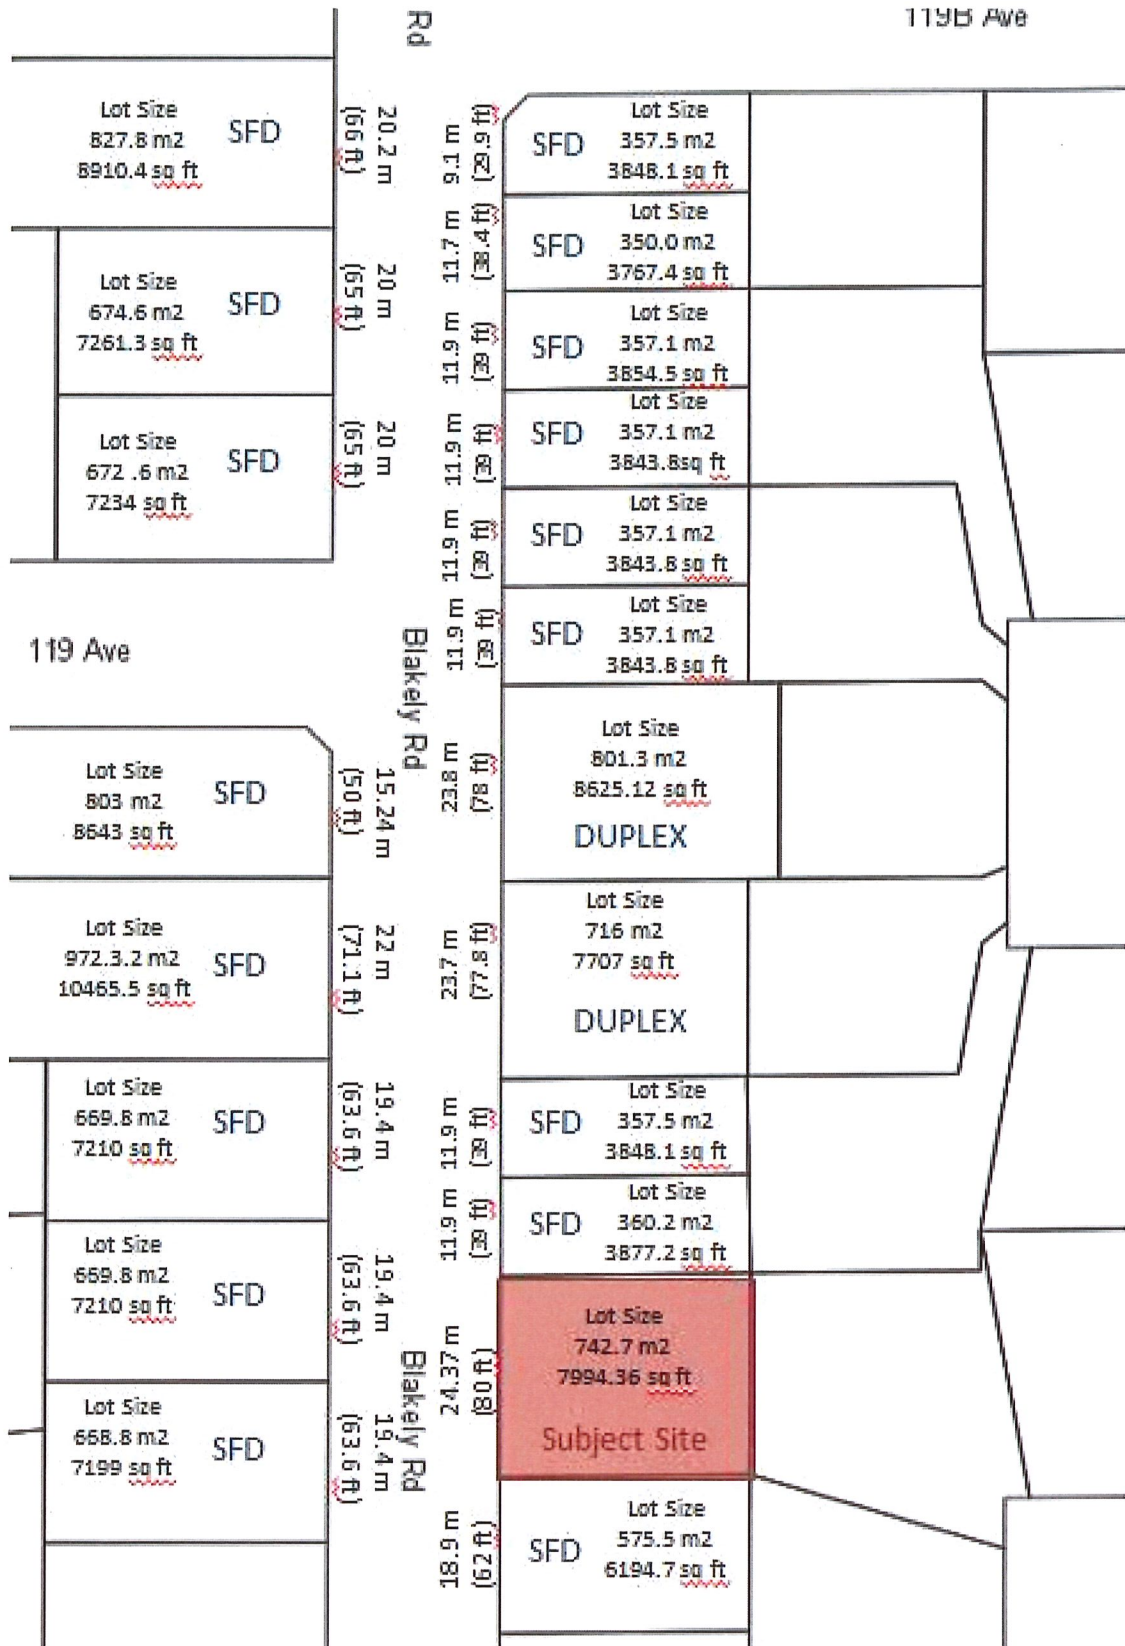 119B Ave
Rd
Lot Size
827.8 m2
8910.4 sq ft
SFD
20.2 m
(66 ft)
Lot Size
674.6 m2
7261.3 sq ft
SFD
20 m
(65 ft)
Lot Size
672 .6 m2
7234 sq ft
SFD
20 m
(65 ft)
119 Ave
Lot Size
803 m2
8643 sq ft
SFD
15.24 m
(50 ft)
Lot Size
972.3.2 m2
10465.5 sq ft
SFD
22 m
(71.1 ft)
Lot Size
669.8 m2
7210 sq ft
SFD
19.4 m
(63.6 ft)
Lot Size
669.8 m2
7210 sq ft
SFD
19.4 m
(63.6 ft)
Lot Size
668.8 m2
7199 sq ft
SFD
19.4 m
(63.6 ft)
Blakely Rd
Blakely Rd
9.1 m
(29.9 ft)
SFD
Lot Size
357.5 m2
3848.1 sq ft
11.7 m
(38.4 ft)
SFD
Lot Size
350.0 m2
3767.4 sq ft
11.9 m
(39 ft)
SFD
Lot Size
357.1 m2
3854.5 sq ft
11.9 m
(39 ft)
SFD
Lot Size
357.1 m2
3843.8sq ft
11.9 m
(39 ft)
SFD
Lot Size
357.1 m2
3843.8 sq ft
11.9 m
(39 ft)
SFD
Lot Size
357.1 m2
3843.8 sq ft
23.8 m
(78 ft)
Lot Size
801.3 m2
8625.12 sq ft
DUPLEX
23.7 m
(77.8 ft)
Lot Size
716 m2
7707 sq ft
DUPLEX
11.9 m
(39 ft)
SFD
Lot Size
357.5 m2
3848.1 sq ft
11.9 m
(39 ft)
SFD
Lot Size
360.2 m2
3877.2 sq ft
24.37 m
(80 ft)
Lot Size
742.7 m2
7994.36 sq ft
Subject Site
18.9 m
(62 ft)
SFD
Lot Size
575.5 m2
6194.7 sq ft